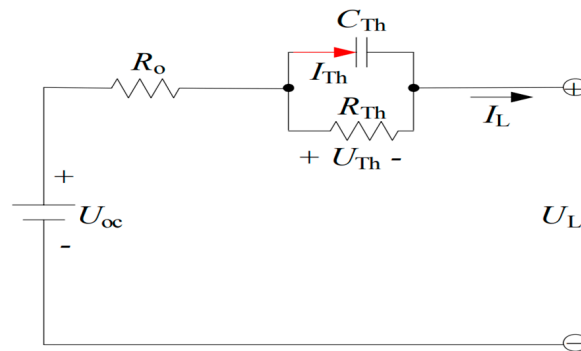 C_Th
R_o
I_Th
+
R_Th
I_L
+ U_Th -
+
U_oc
U_L
-
−